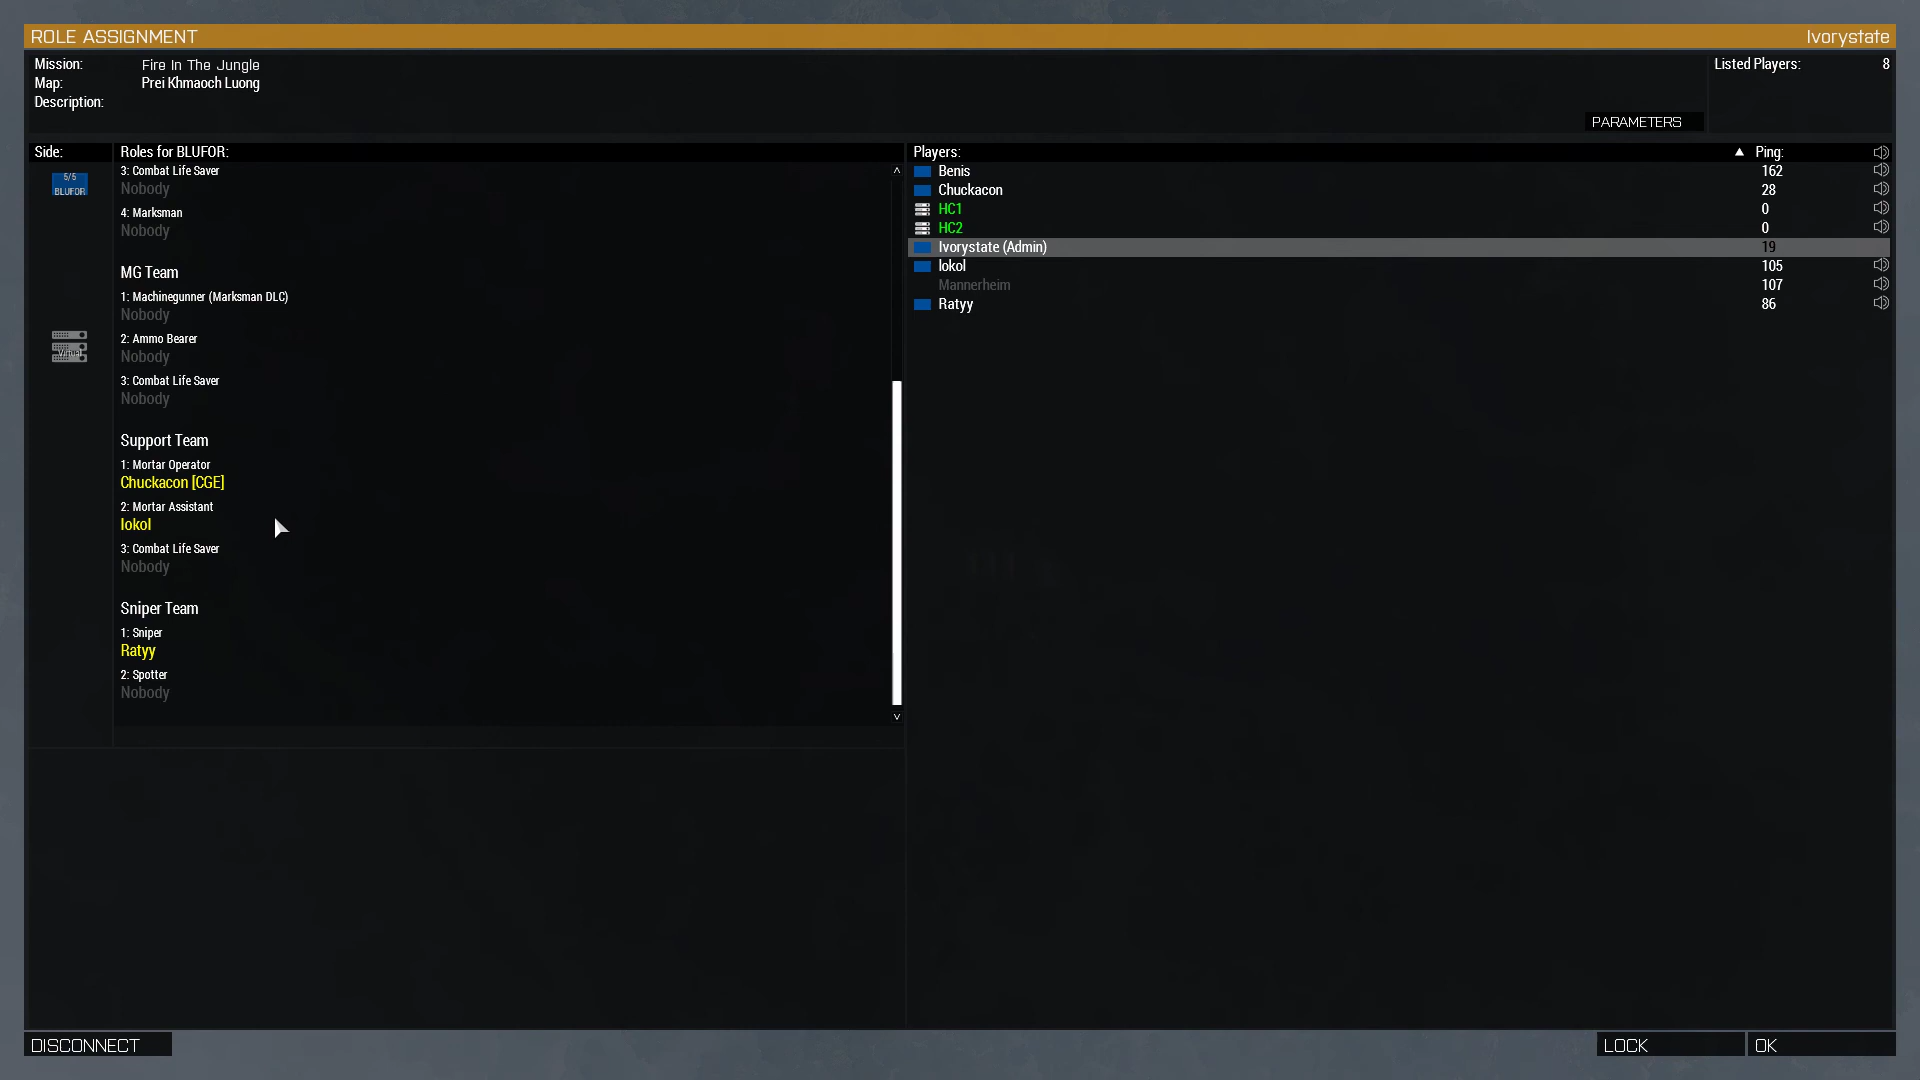 ROLE ASSIGNMENT Ivorystate
Mission: Fire In The Jungle
Map: Prei Khmaoch Luong
Description:
Listed Players: 8
PARAMETERS
Side:
5/5
BLUFOR
Virtual
Roles for BLUFOR:
3: Combat Life Saver
Nobody
4: Marksman
Nobody
MG Team
1: Machinegunner (Marksman DLC)
Nobody
2: Ammo Bearer
Nobody
3: Combat Life Saver
Nobody
Support Team
1: Mortar Operator
Chuckacon [CGE]
2: Mortar Assistant
lokol
3: Combat Life Saver
Nobody
Sniper Team
1: Sniper
Ratyy
2: Spotter
Nobody
Players: Ping:
Benis 162
Chuckacon 28
HC1 0
HC2 0
Ivorystate (Admin) 19
lokol 105
Mannerheim 107
Ratyy 86
DISCONNECT
LOCK
OK